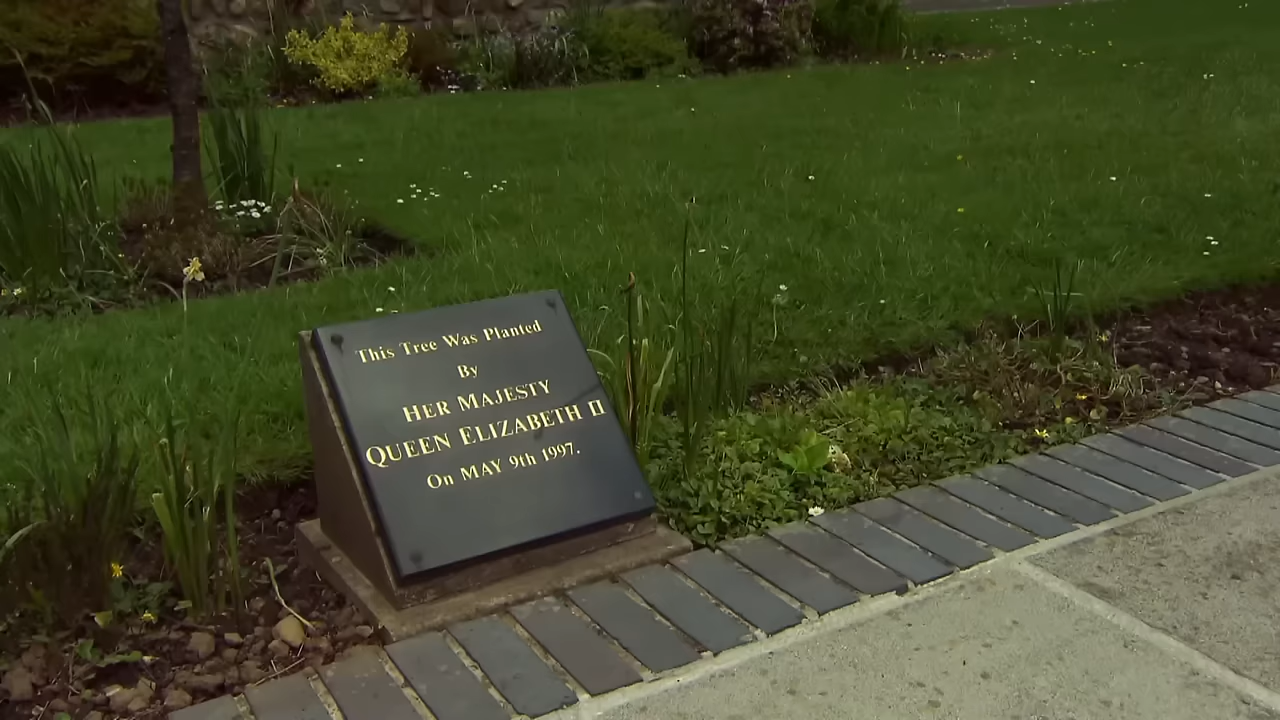 This Tree Was Planted
By
HER MAJESTY
QUEEN ELIZABETH II
On MAY 9th 1997.